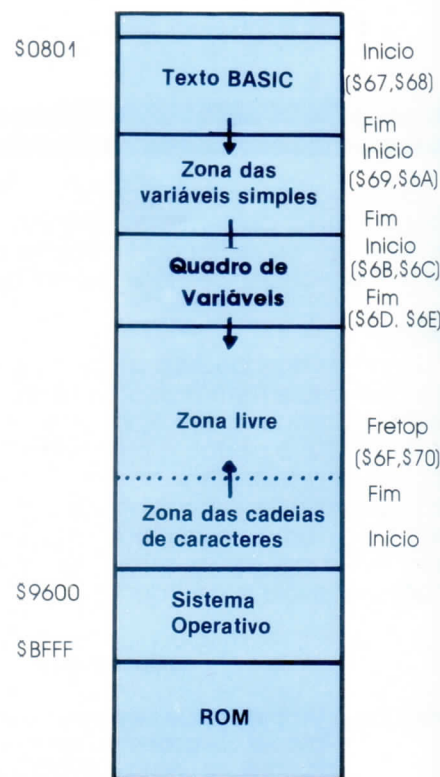 $0801
Inicio
Texto BASIC
($67,$68)
Fim
Inicio
Zona das
variáveis simples
($69,$6A)
Fim
Inicio
Quadro de
Variáveis
($6B,$6C)
Fim
($6D. $6E)
Zona livre
Fretop
($6F,$70)
Fim
Zona das cadeias
de caracteres
Inicio
$9600
Sistema
Operativo
$BFFF
ROM